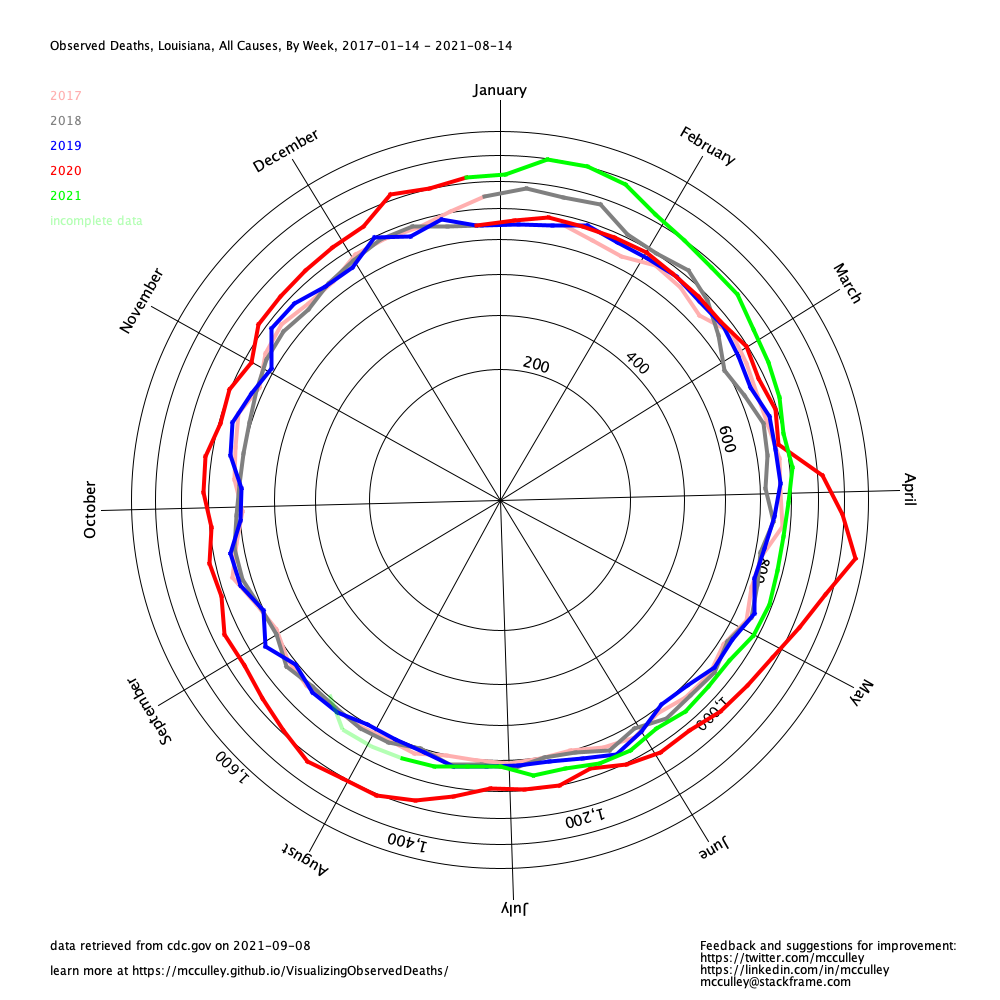 Observed Deaths, Louisiana, All Causes, By Week, 2017-01-14 - 2021-08-14
2017
2018
2019
2020
2021
incomplete data
January
February
March
April
May
June
July
August
September
October
November
December
200
400
600
800
1,000
1,200
1,400
1,600
data retrieved from cdc.gov on 2021-09-08
learn more at https://mcculley.github.io/VisualizingObservedDeaths/
Feedback and suggestions for improvement:
https://twitter.com/mcculley
https://linkedin.com/in/mcculley
mcculley@stackframe.com